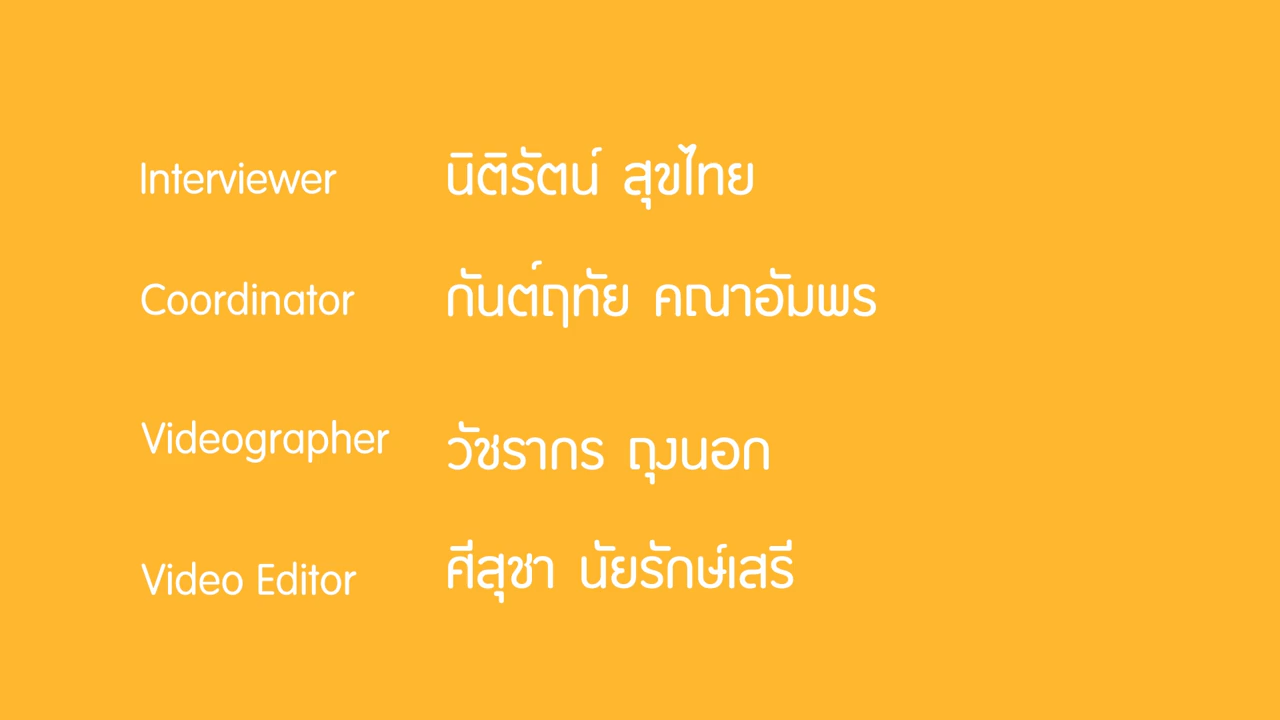 Interviewer นิติรัตน์ สุขไทย
Coordinator กันต์ฤทัย คณาอัมพร
Videographer วัชรากร ถุงนอก
Video Editor ศีสุชา นัยรักษ์เสรี